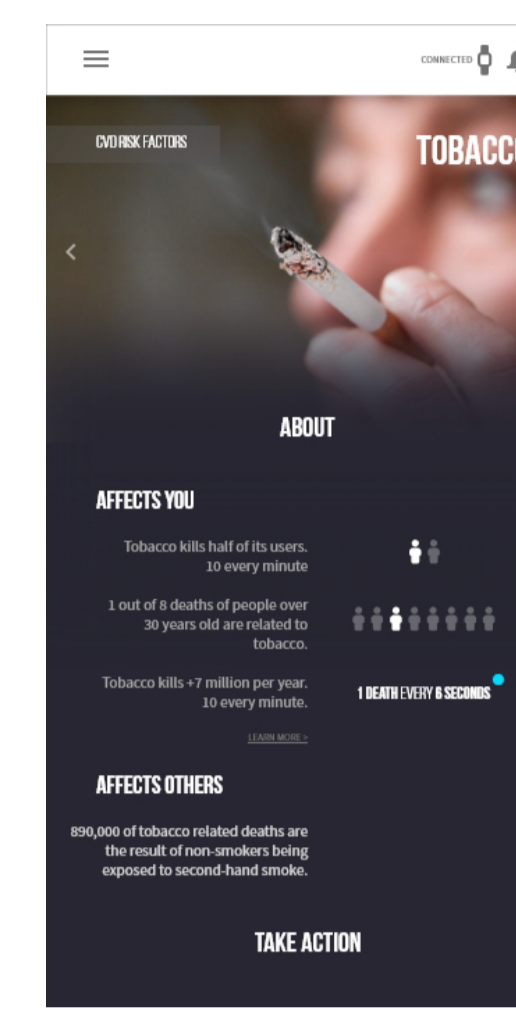 CONNECTED
CVD RISK FACTORS
TOBACCO
ABOUT
AFFECTS YOU
Tobacco kills half of its users.
10 every minute
1 out of 8 deaths of people over
30 years old are related to
tobacco.
Tobacco kills +7 million per year.
10 every minute.
1 DEATH EVERY 6 SECONDS
LEARN MORE >
AFFECTS OTHERS
890,000 of tobacco related deaths are
the result of non-smokers being
exposed to second-hand smoke.
TAKE ACTION